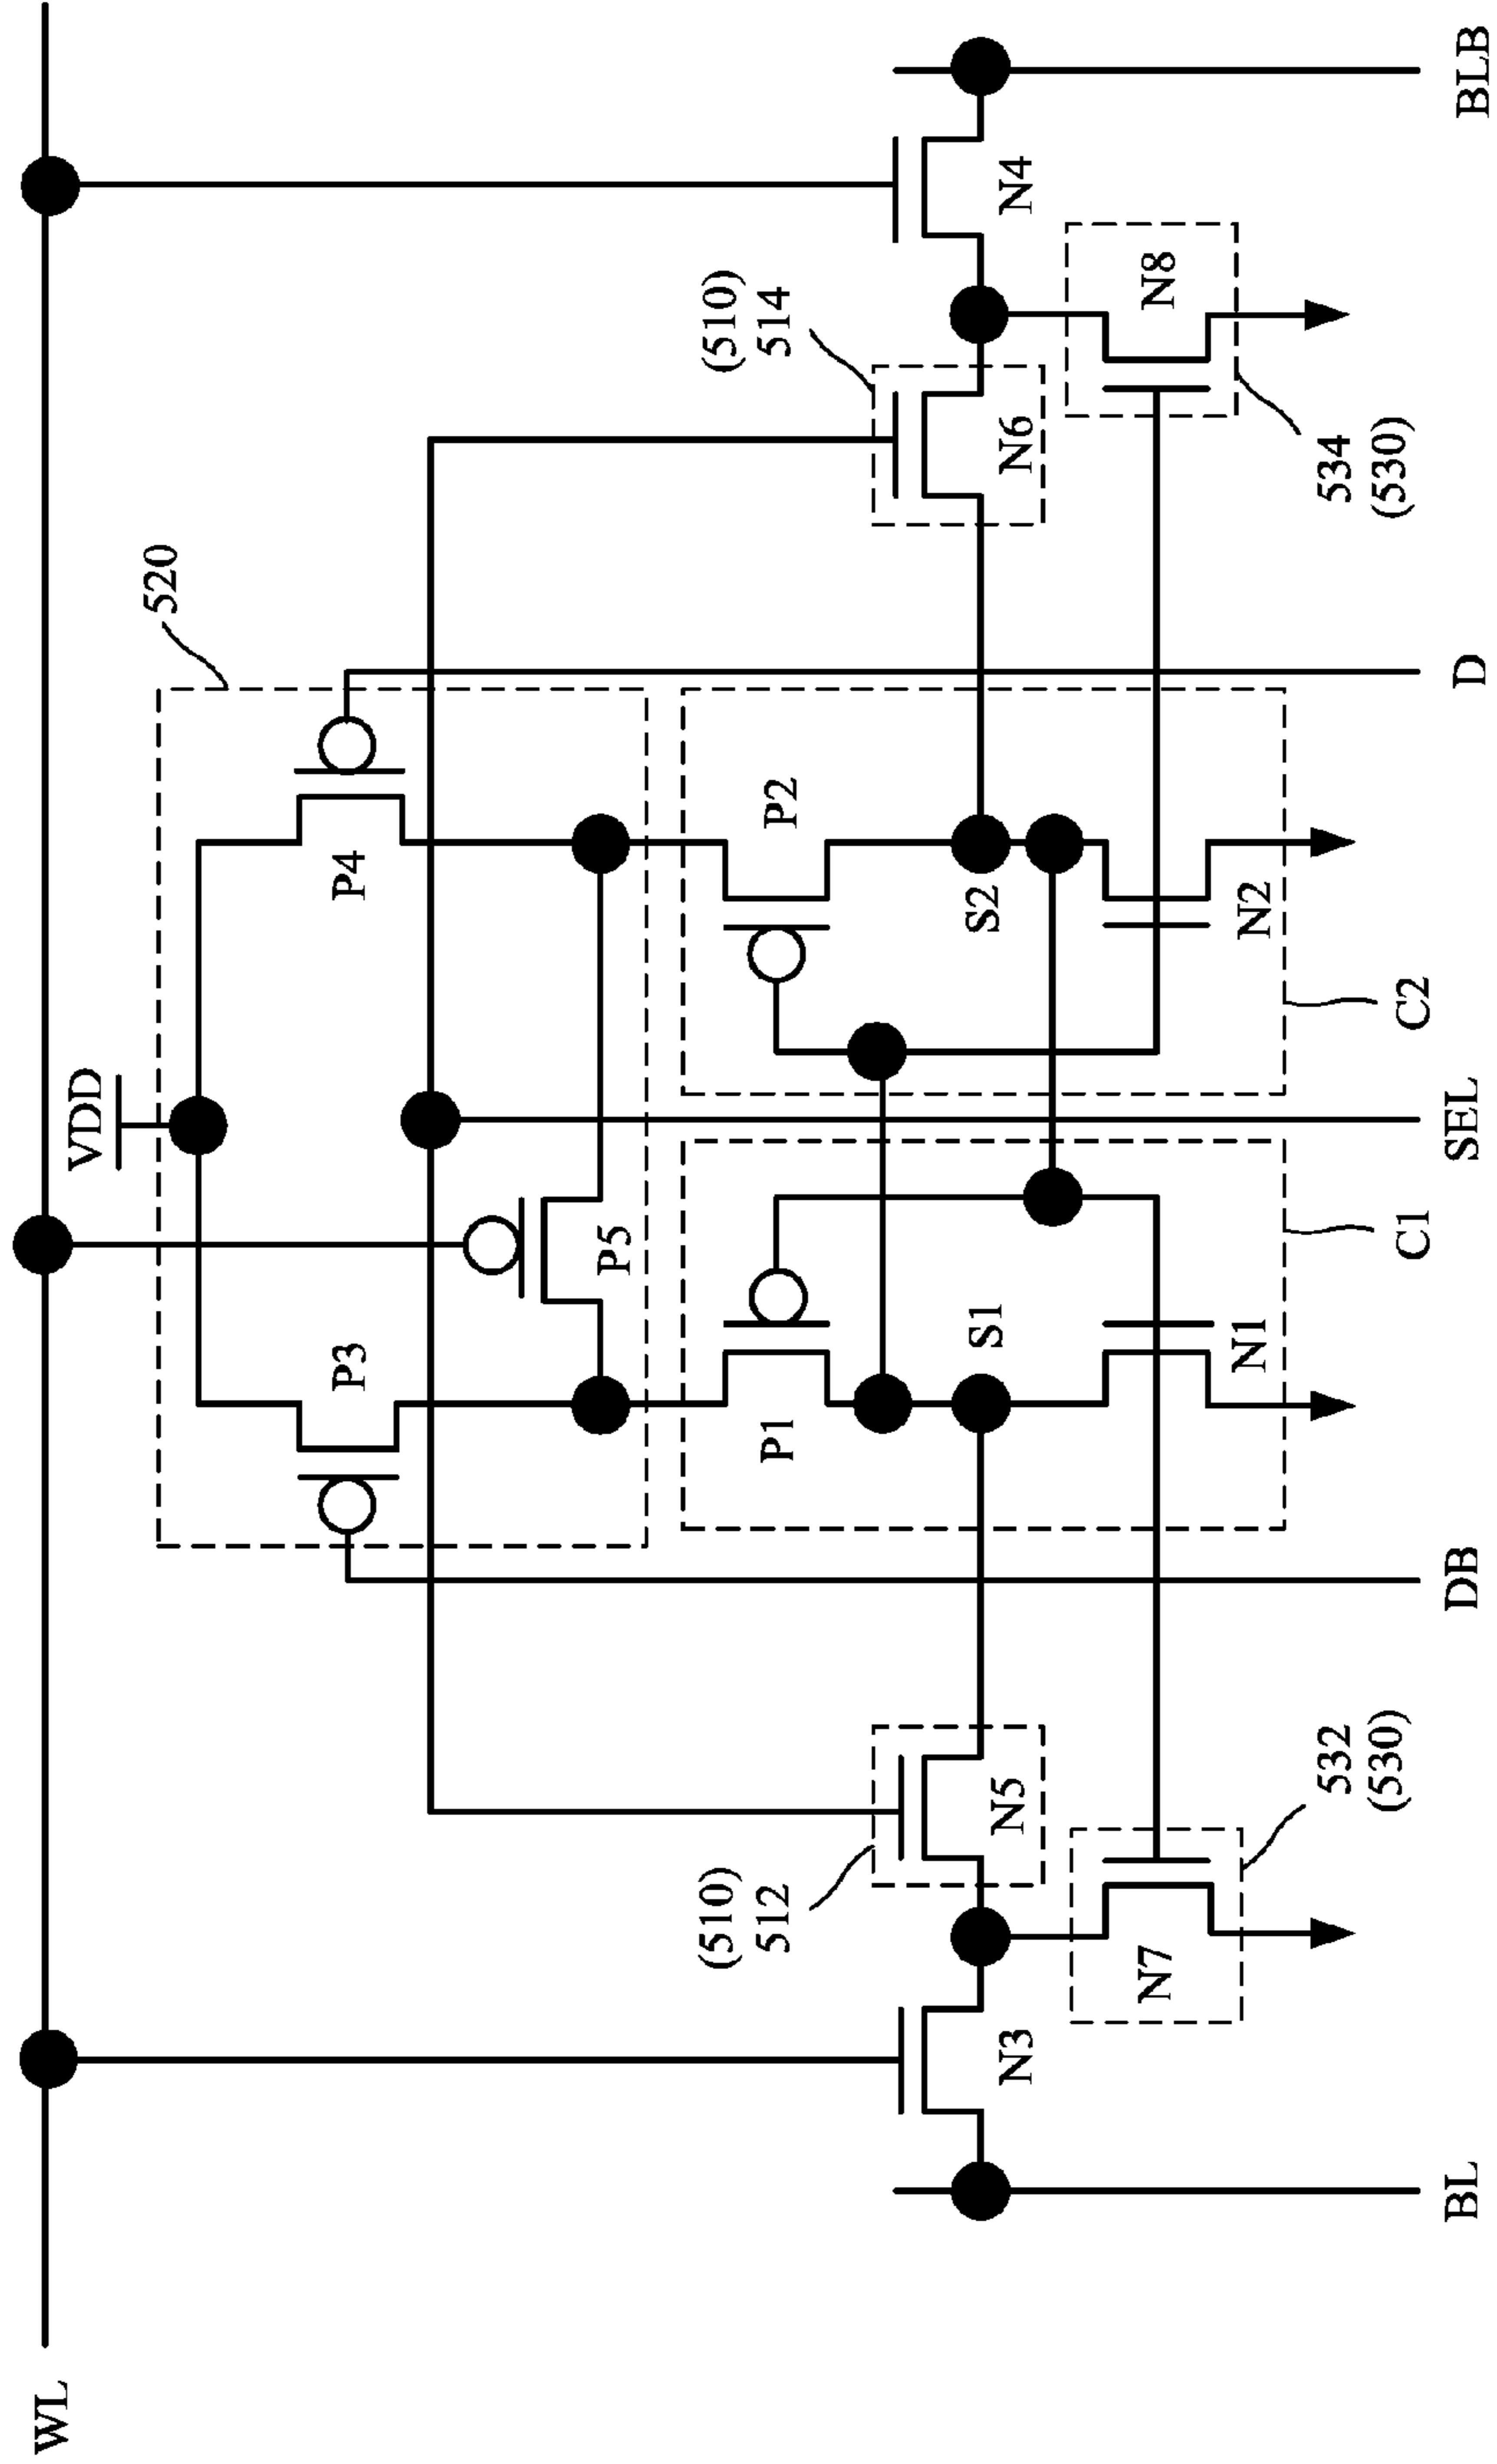 WL
VDD
520
P3
P4
P5
(510)
512
(510)
514
P1
P2
S1
S2
N3
N5
N6
N4
N7
N1
N2
N8
532
(530)
534
(530)
C1
C2
BL
DB
SEL
D
BLB